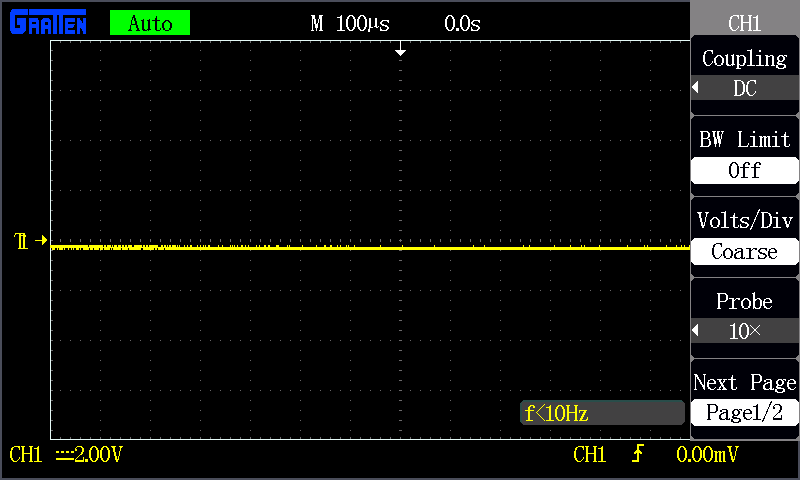 GRATTEN Auto M 100μs 0.0s CH1
Coupling
DC
BW Limit
Off
Volts/Div
Coarse
Probe
10×
Next Page
Page1/2
f<10Hz
CH1 2.00V CH1 0.00mV